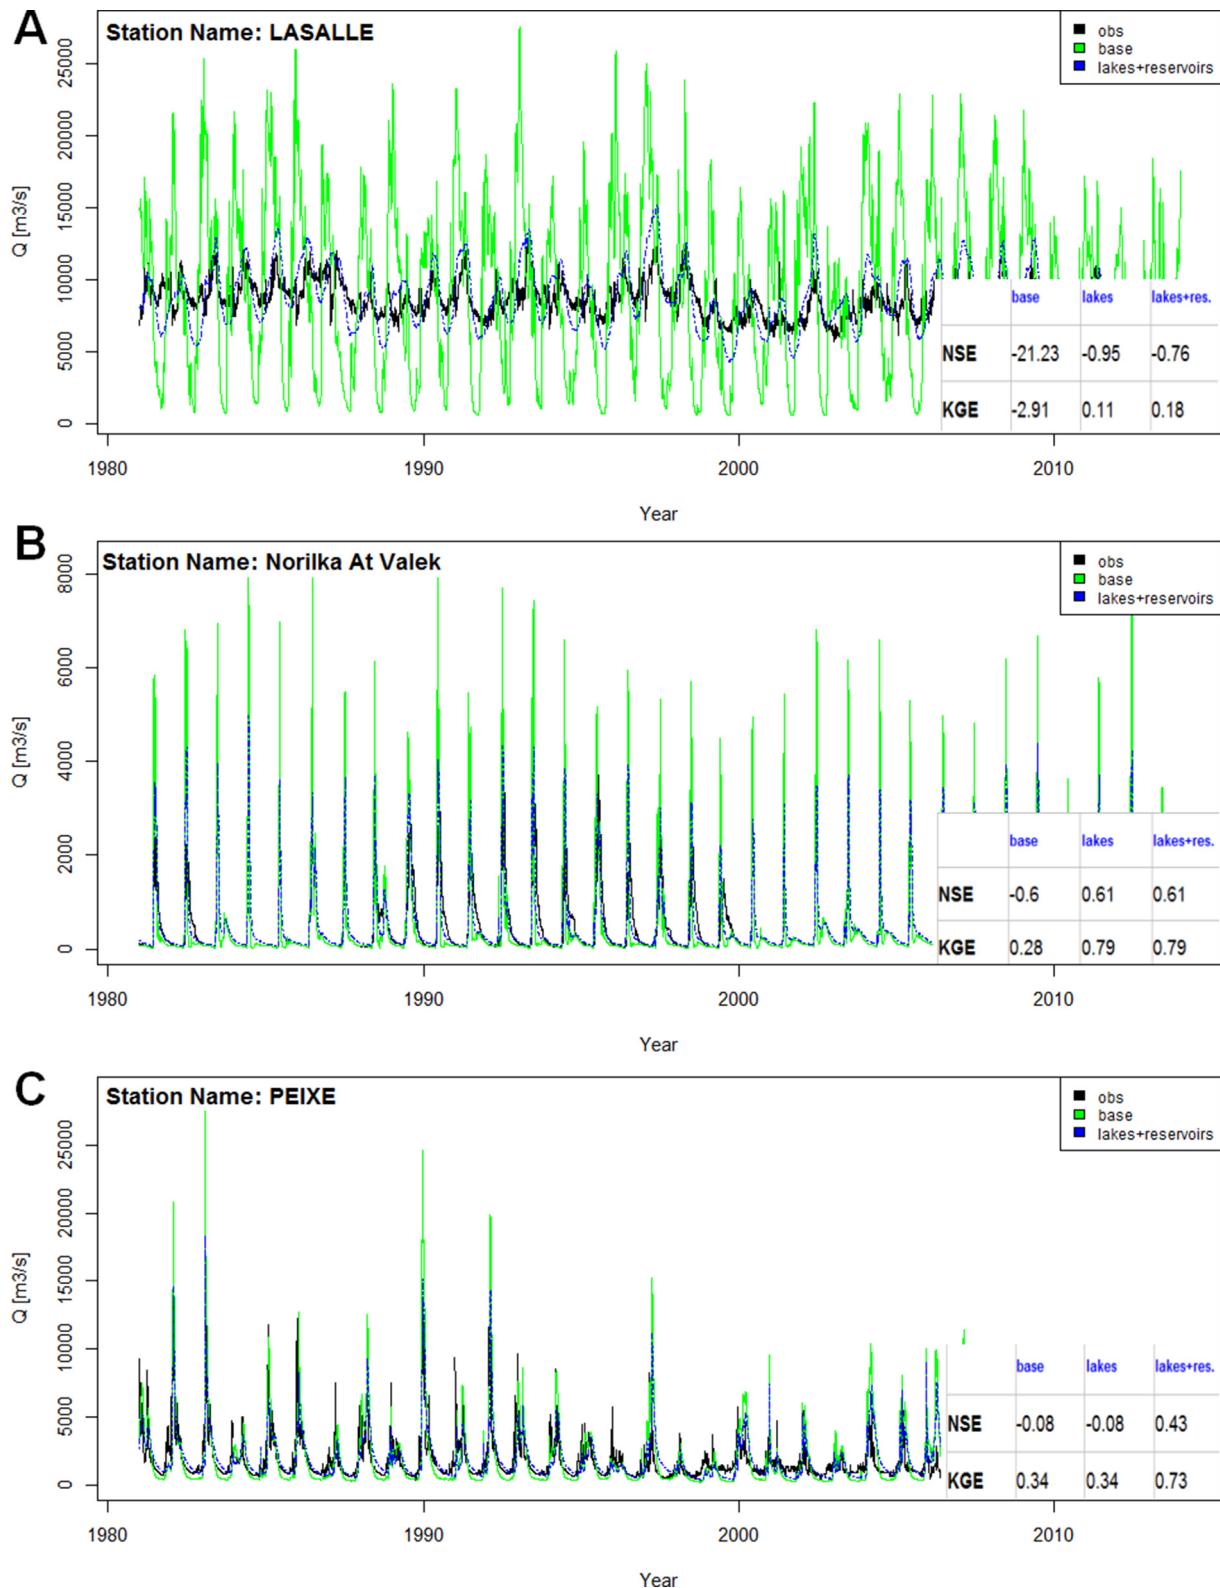 A
Station Name: LASALLE
obs
base
lakes+reservoirs
Q [m3/s]
25000
20000
15000
10000
5000
0
base lakes lakes+res.
NSE -21.23 -0.95 -0.76
KGE -2.91 0.11 0.18
1980 1990 2000 2010
Year
B
Station Name: Norilka At Valek
obs
base
lakes+reservoirs
Q [m3/s]
8000
6000
4000
2000
0
base lakes lakes+res.
NSE -0.6 0.61 0.61
KGE 0.28 0.79 0.79
1980 1990 2000 2010
Year
C
Station Name: PEIXE
obs
base
lakes+reservoirs
Q [m3/s]
25000
20000
15000
10000
5000
0
base lakes lakes+res.
NSE -0.08 -0.08 0.43
KGE 0.34 0.34 0.73
1980 1990 2000 2010
Year